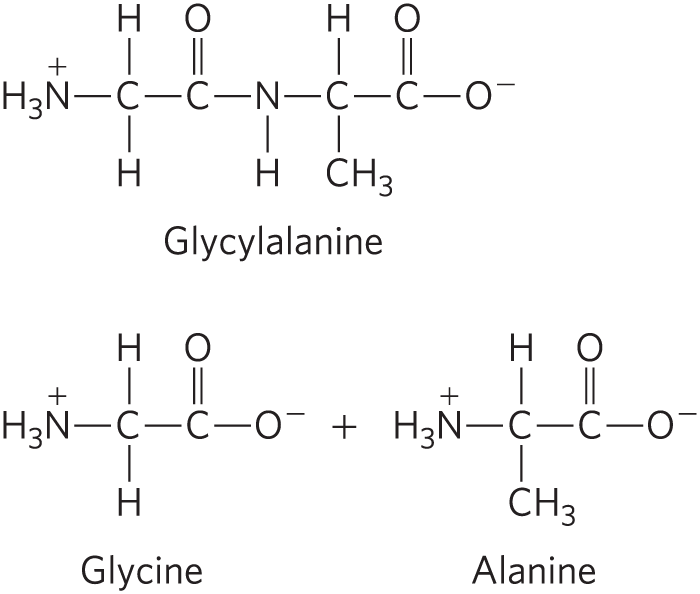 H O H O
H₃N⁺—C—C—N—C—C—O⁻
H H CH₃
Glycylalanine
H O H O
H₃N⁺—C—C—O⁻ + H₃N⁺—C—C—O⁻
H CH₃
Glycine Alanine